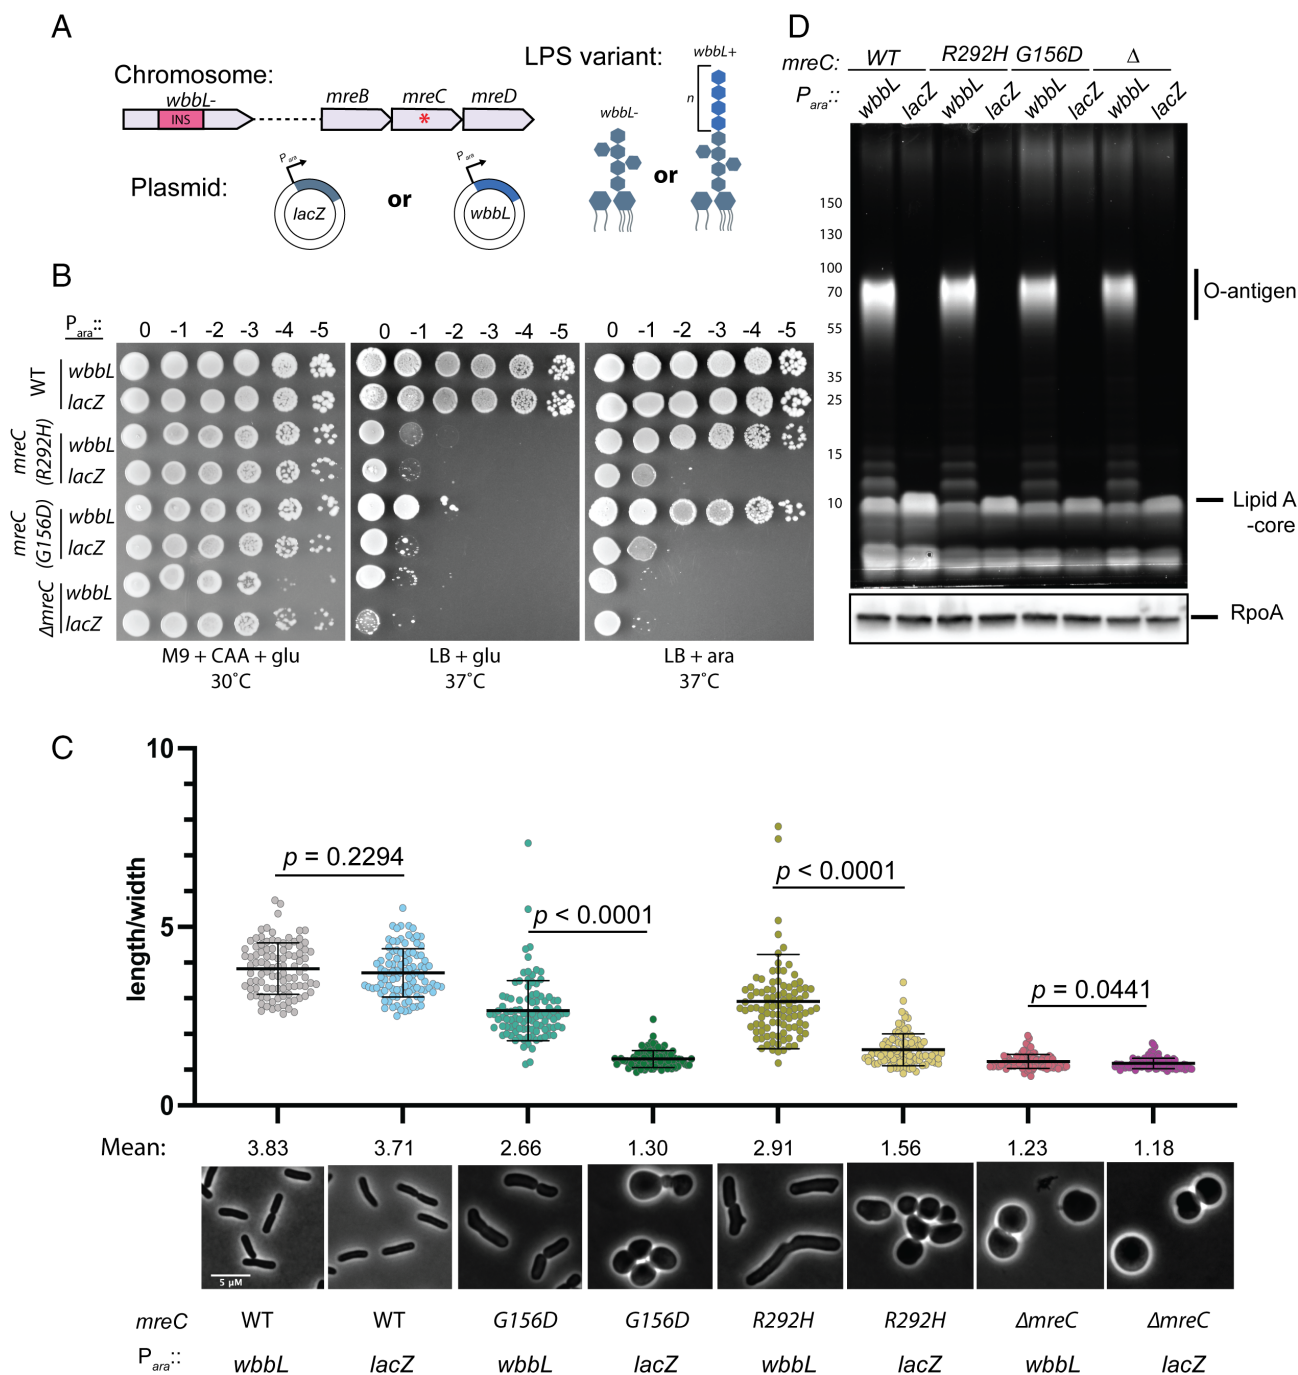 A
Chromosome:
wbbL-
INS
mreB
mreC
mreD
*
Plasmid:
P ara
lacZ
or
P ara
wbbL
LPS variant:
wbbL-
or
wbbL+
n
B
Para::
0 -1 -2 -3 -4 -5
0 -1 -2 -3 -4 -5
0 -1 -2 -3 -4 -5
WT
wbbL
lacZ
mreC (R292H)
wbbL
lacZ
mreC (G156D)
wbbL
lacZ
ΔmreC
wbbL
lacZ
M9 + CAA + glu
30˚C
LB + glu
37˚C
LB + ara
37˚C
D
mreC: WT R292H G156D Δ
Para:: wbbL lacZ wbbL lacZ wbbL lacZ wbbL lacZ
150
130
100
70
55
35
25
15
10
O-antigen
Lipid A
-core
RpoA
C
length/width
10
5
0
p = 0.2294
p < 0.0001
p < 0.0001
p = 0.0441
Mean: 3.83 3.71 2.66 1.30 2.91 1.56 1.23 1.18
5 µM
mreC WT WT G156D G156D R292H R292H ΔmreC ΔmreC
Para:: wbbL lacZ wbbL lacZ wbbL lacZ wbbL lacZ